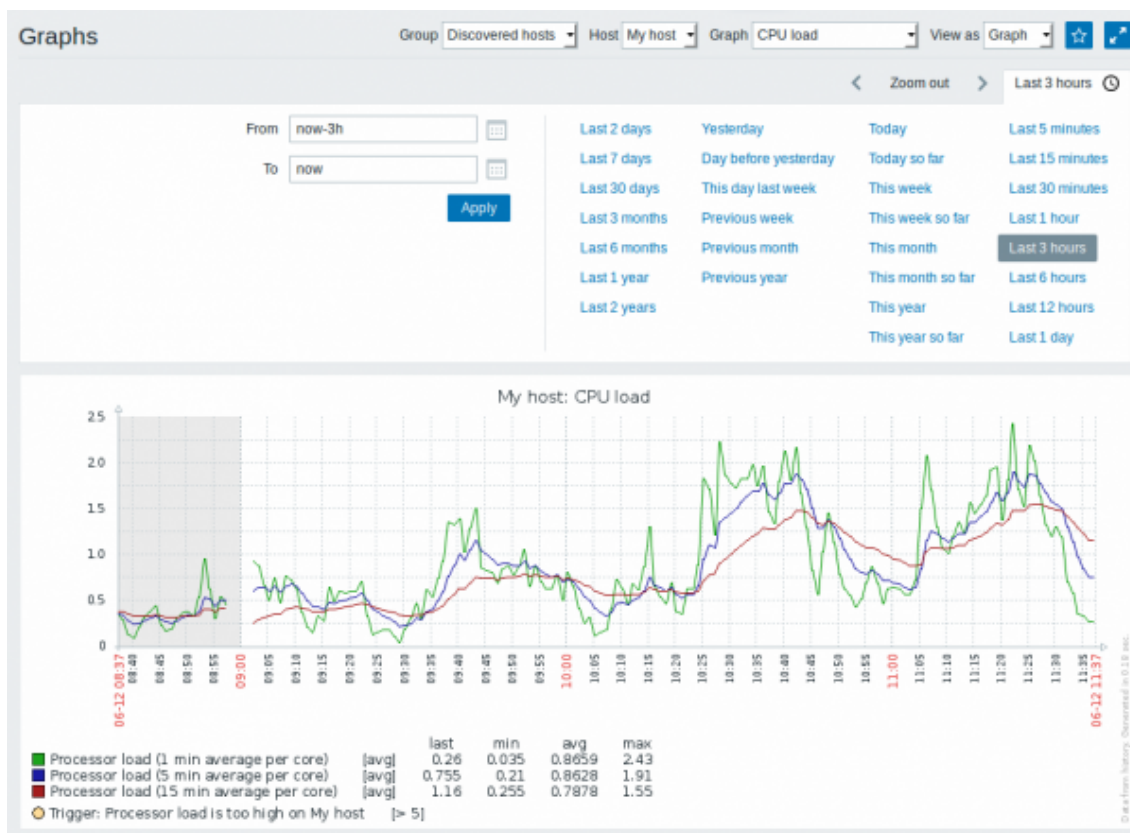 Graphs
Group Discovered hosts Host My host Graph CPU load View as Graph
Zoom out Last 3 hours
From now-3h
To now
Apply
Last 2 days Yesterday Today Last 5 minutes
Last 7 days Day before yesterday Today so far Last 15 minutes
Last 30 days This day last week This week Last 30 minutes
Last 3 months Previous week This week so far Last 1 hour
Last 6 months Previous month This month Last 3 hours
Last 1 year Previous year This month so far Last 6 hours
Last 2 years This year Last 12 hours
This year so far Last 1 day
My host: CPU load
2.5
2.0
1.5
1.0
0.5
0
06-12 08:37 08:40 08:45 08:50 08:55 09:00 09:05 09:10 09:15 09:20 09:25 09:30 09:35 09:40 09:45 09:50 09:55 10:00 10:05 10:10 10:15 10:20 10:25 10:30 10:35 10:40 10:45 10:50 10:55 11:00 11:05 11:10 11:15 11:20 11:25 11:30 11:35 06-12 11:37
last min avg max
Processor load (1 min average per core) [avg] 0.26 0.035 0.8659 2.43
Processor load (5 min average per core) [avg] 0.755 0.21 0.8628 1.91
Processor load (15 min average per core) [avg] 1.16 0.255 0.7878 1.55
Trigger: Processor load is too high on My host [> 5]
Data from history. Generated in 0.18 sec.